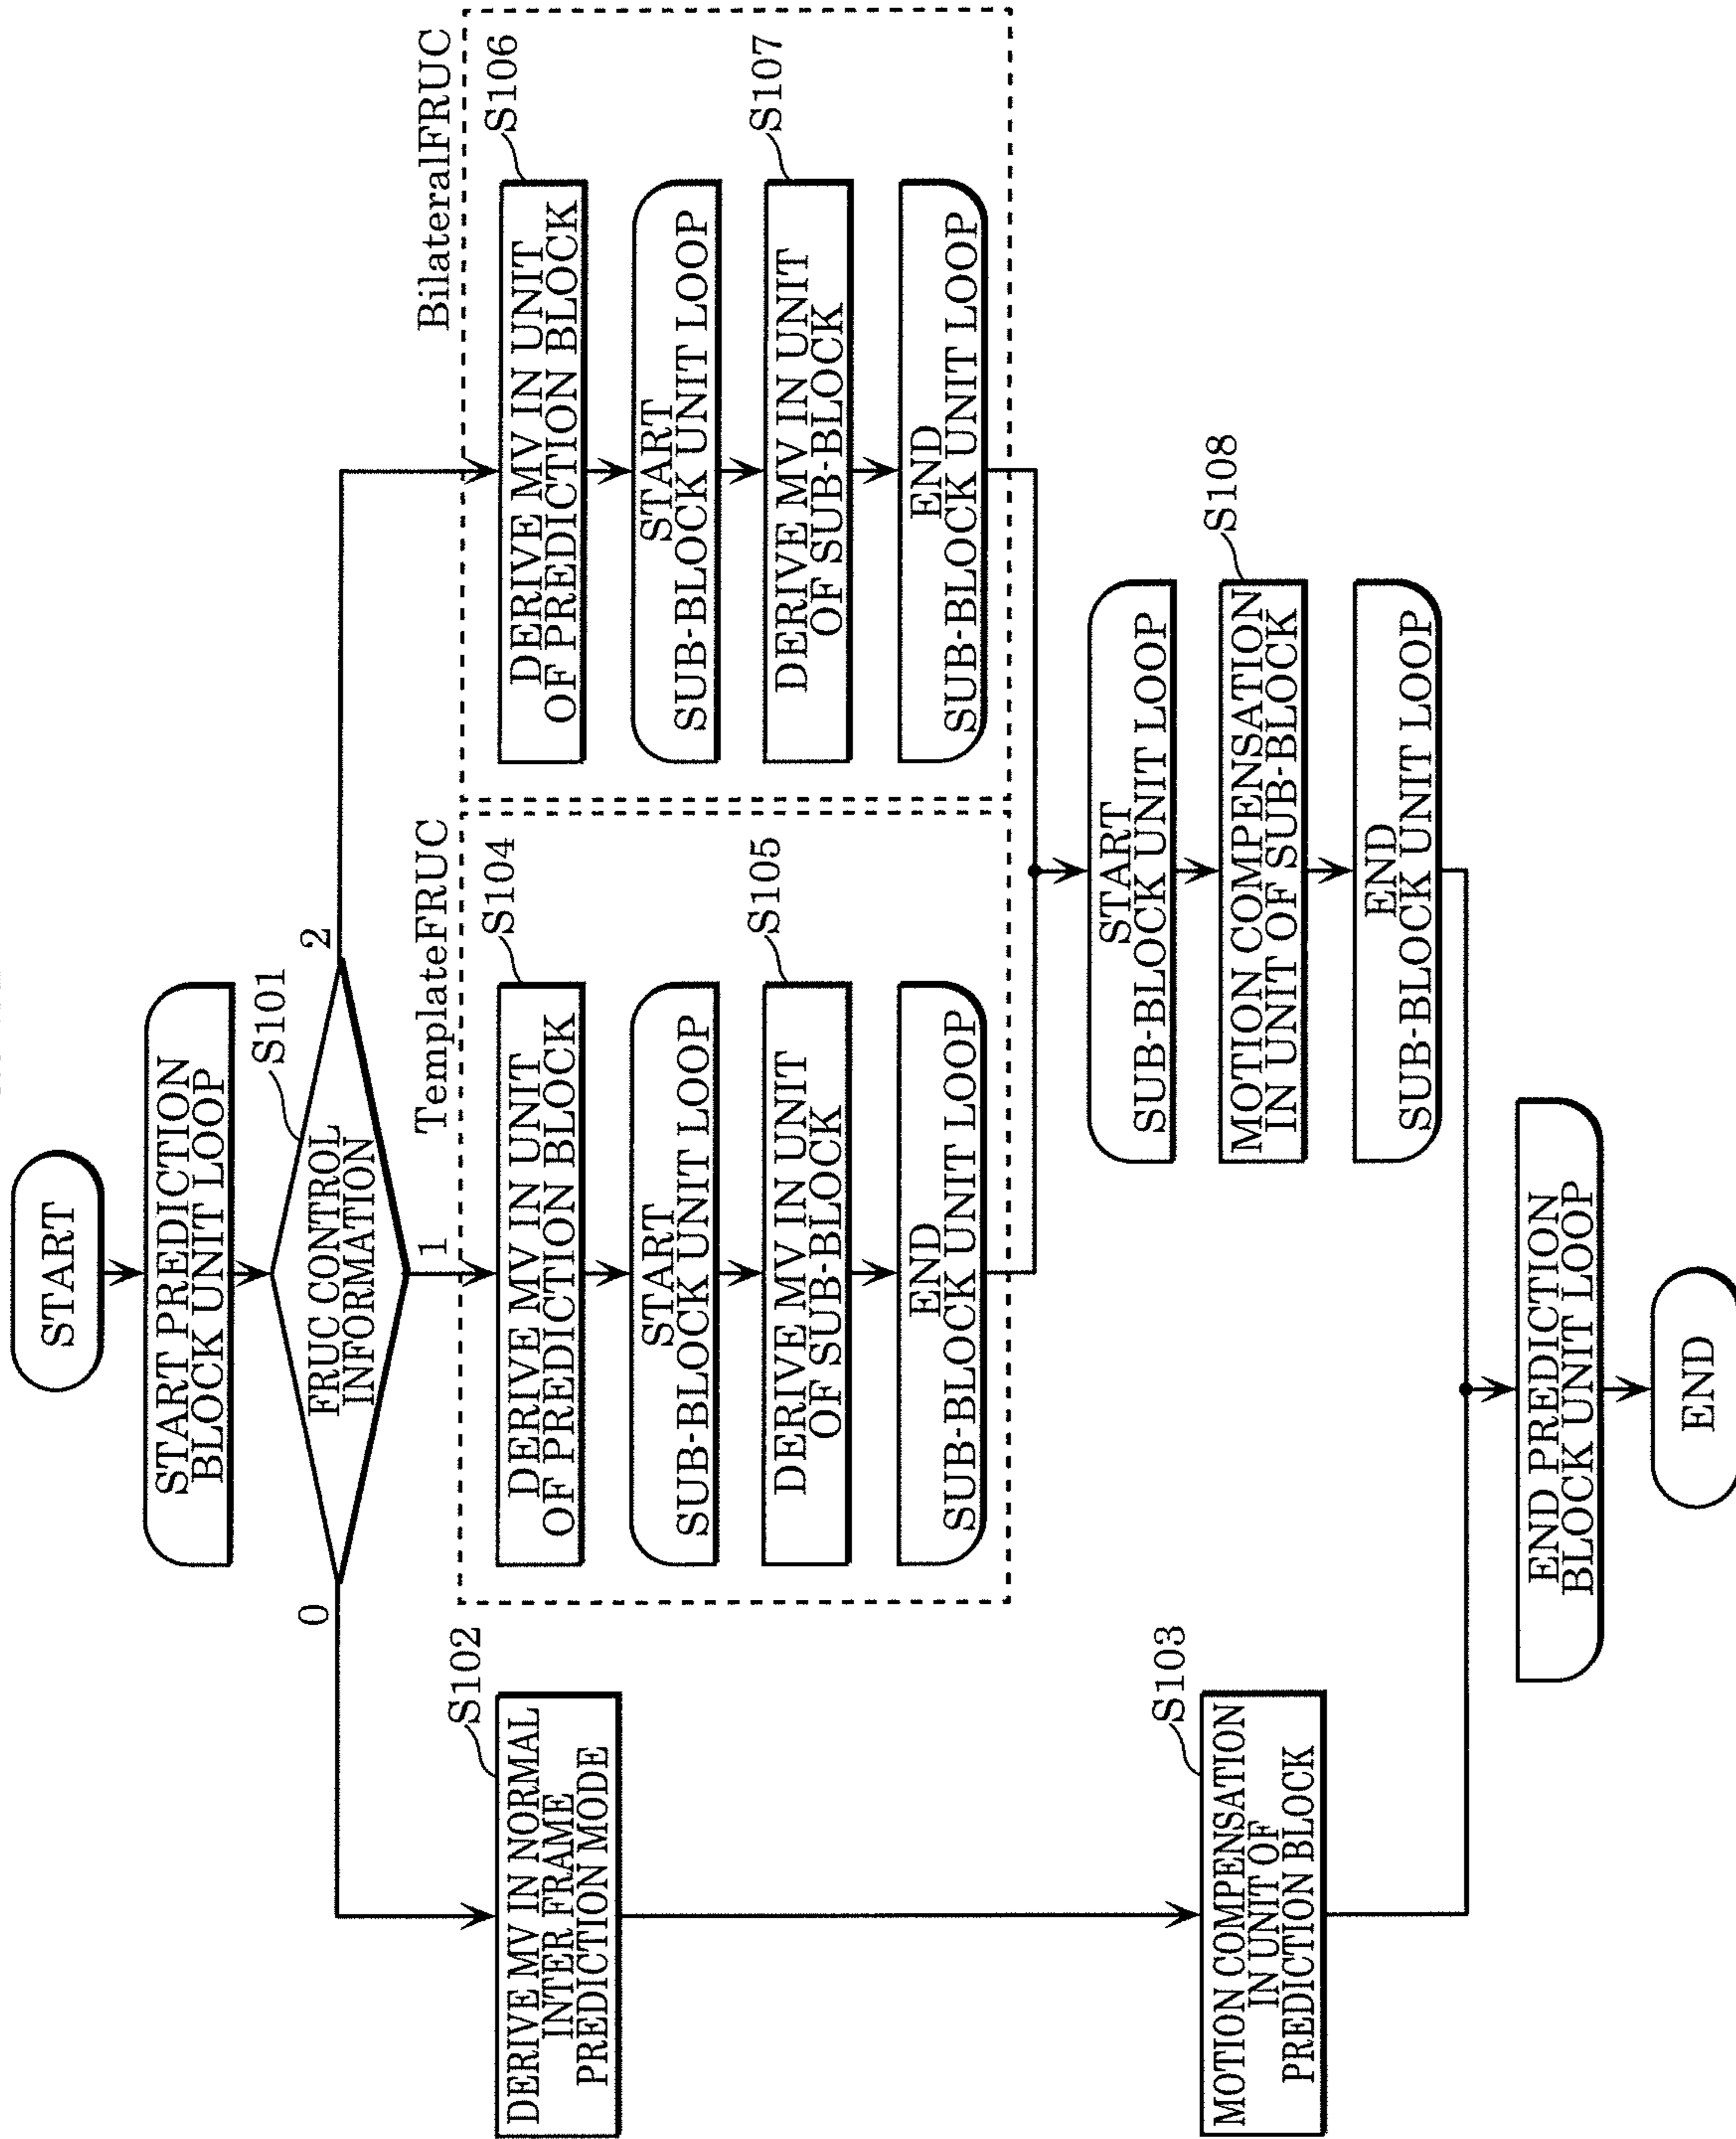 START
START PREDICTION
BLOCK UNIT LOOP
S101
FRUC CONTROL
INFORMATION
0
1
2
S102
DERIVE MV IN NORMAL
INTER FRAME
PREDICTION MODE
TemplateFRUC
S104
DERIVE MV IN UNIT
OF PREDICTION BLOCK
START
SUB-BLOCK UNIT LOOP
S105
DERIVE MV IN UNIT
OF SUB-BLOCK
END
SUB-BLOCK UNIT LOOP
BilateralFRUC
S106
DERIVE MV IN UNIT
OF PREDICTION BLOCK
START
SUB-BLOCK UNIT LOOP
S107
DERIVE MV IN UNIT
OF SUB-BLOCK
END
SUB-BLOCK UNIT LOOP
S103
MOTION COMPENSATION
IN UNIT OF
PREDICTION BLOCK
START
SUB-BLOCK UNIT LOOP
S108
MOTION COMPENSATION
IN UNIT OF SUB-BLOCK
END
SUB-BLOCK UNIT LOOP
END PREDICTION
BLOCK UNIT LOOP
END